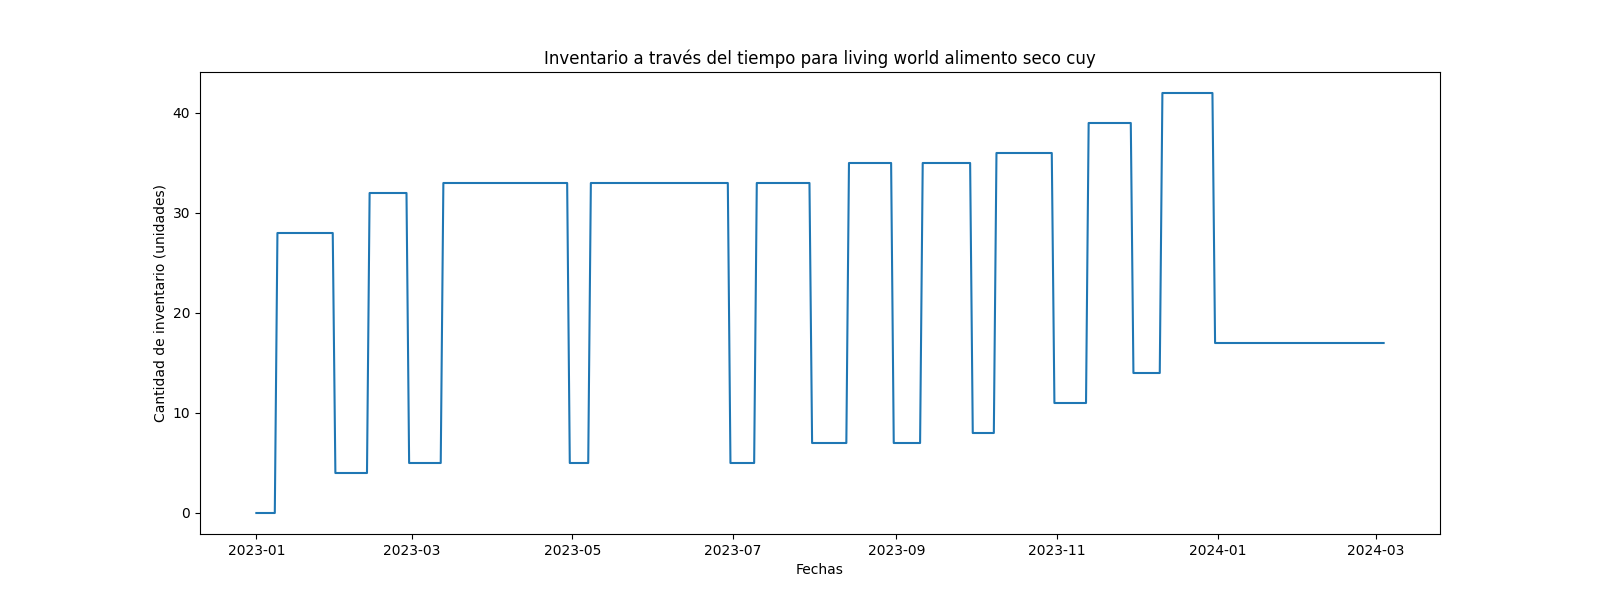 Inventario a través del tiempo para living world alimento seco cuy
Cantidad de inventario (unidades)
40
30
20
10
0
2023-01 2023-03 2023-05 2023-07 2023-09 2023-11 2024-01 2024-03
Fechas